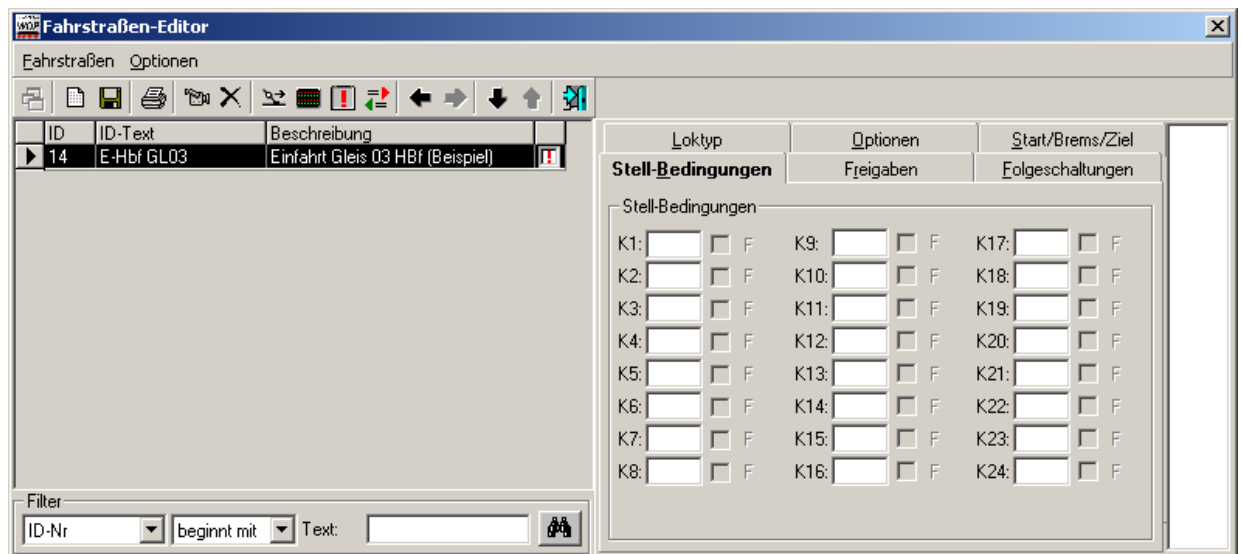 Fahrstraßen-Editor
Fahrstraßen Optionen
ID ID-Text Beschreibung
14 E-Hbf GL03 Einfahrt Gleis 03 HBf (Beispiel)
Loktyp Optionen Start/Brems/Ziel
Stell-Bedingungen Freigaben Folgeschaltungen
Stell-Bedingungen
K1: F K9: F K17: F
K2: F K10: F K18: F
K3: F K11: F K19: F
K4: F K12: F K20: F
K5: F K13: F K21: F
K6: F K14: F K22: F
K7: F K15: F K23: F
K8: F K16: F K24: F
Filter
ID-Nr beginnt mit Text: